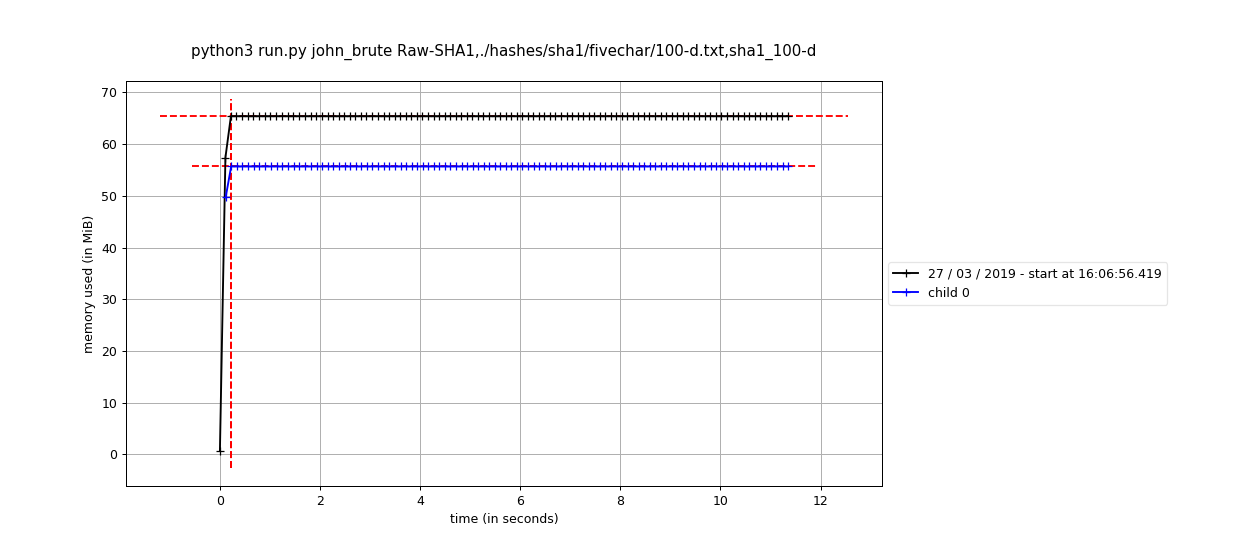 python3 run.py john_brute Raw-SHA1,./hashes/sha1/fivechar/100-d.txt,sha1_100-d
70
60
50
40
30
20
10
0
memory used (in MiB)
0 2 4 6 8 10 12
time (in seconds)
27 / 03 / 2019 - start at 16:06:56.419
child 0